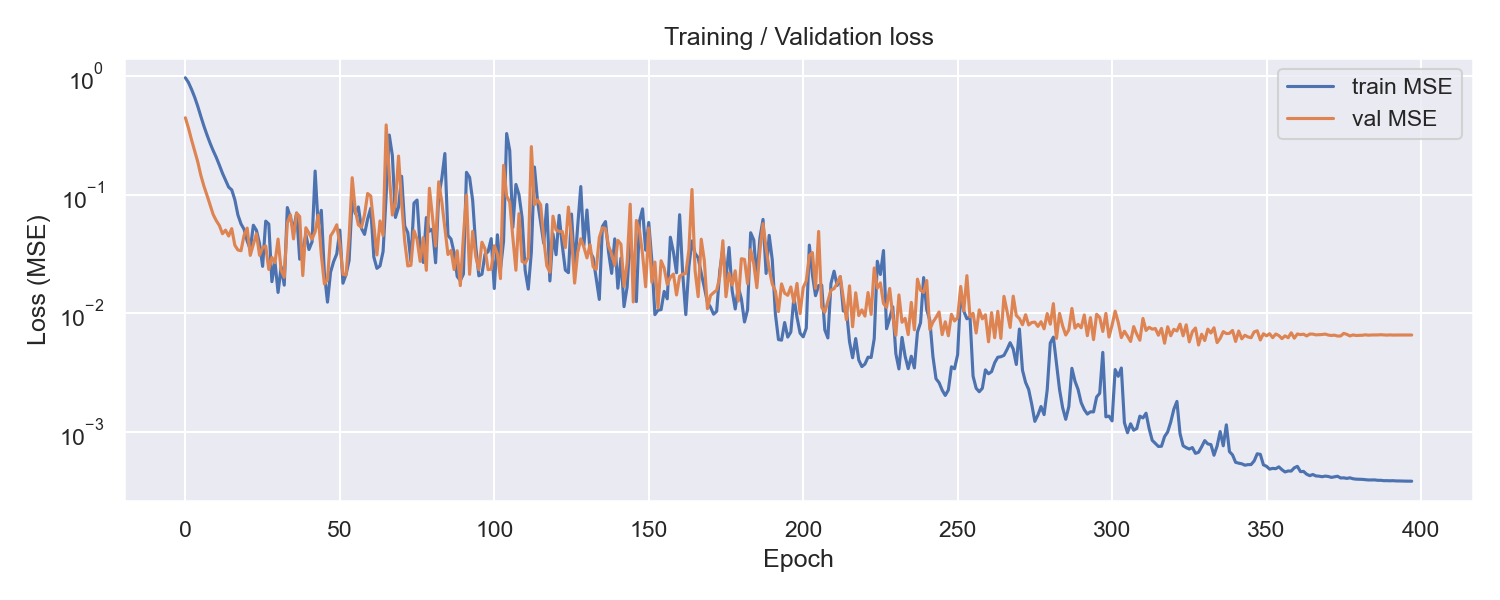 Training / Validation loss
train MSE
val MSE
Loss (MSE)
10⁰
10⁻¹
10⁻²
10⁻³
0 50 100 150 200 250 300 350 400
Epoch